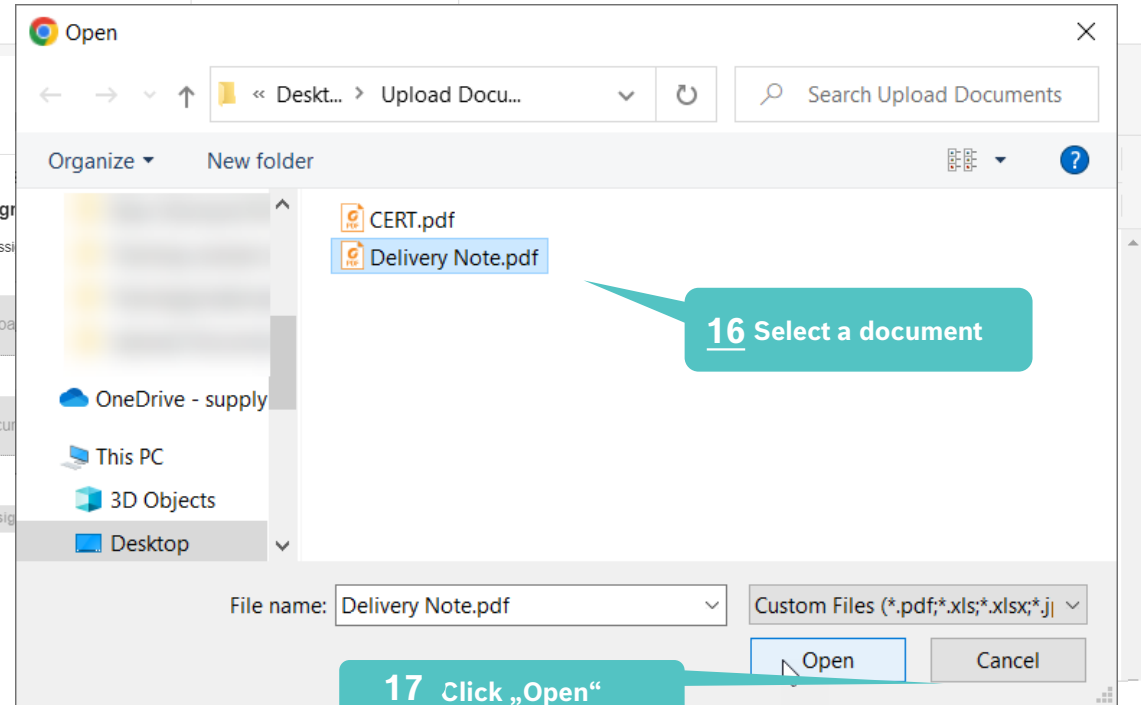 Open
« Deskt... > Upload Docu...
Search Upload Documents
Organize
New folder
?
CERT.pdf
Delivery Note.pdf
16 Select a document
OneDrive - supply
This PC
3D Objects
Desktop
File name: Delivery Note.pdf
Custom Files (*.pdf;*.xls;*.xlsx;*.j
Open
Cancel
17 Click „Open“